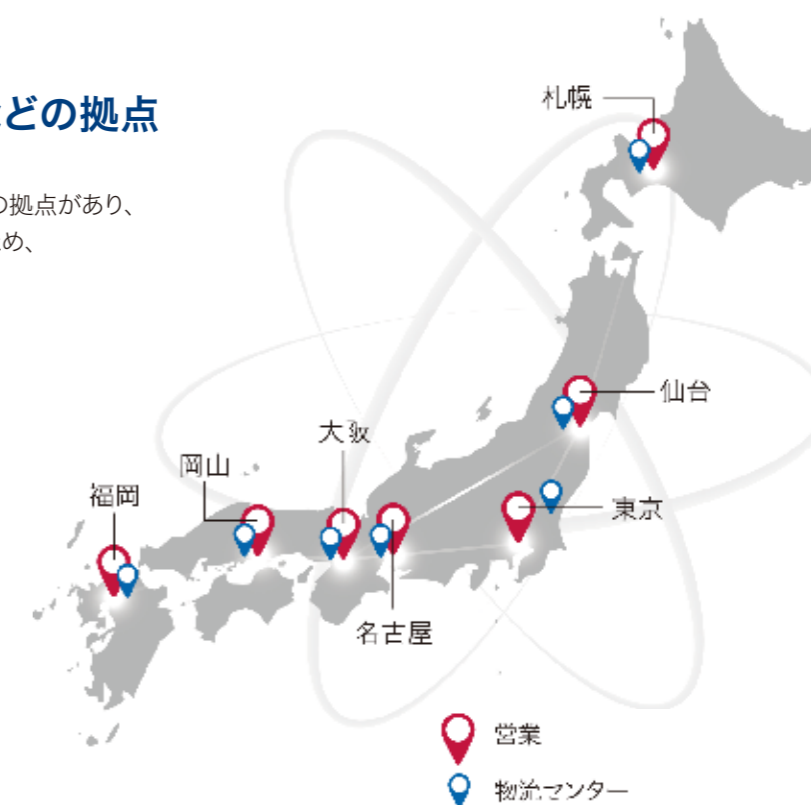 どの拠点
の拠点があり、
め、
札幌
仙台
大阪
岡山
福岡
東京
名古屋
営業
物流センター